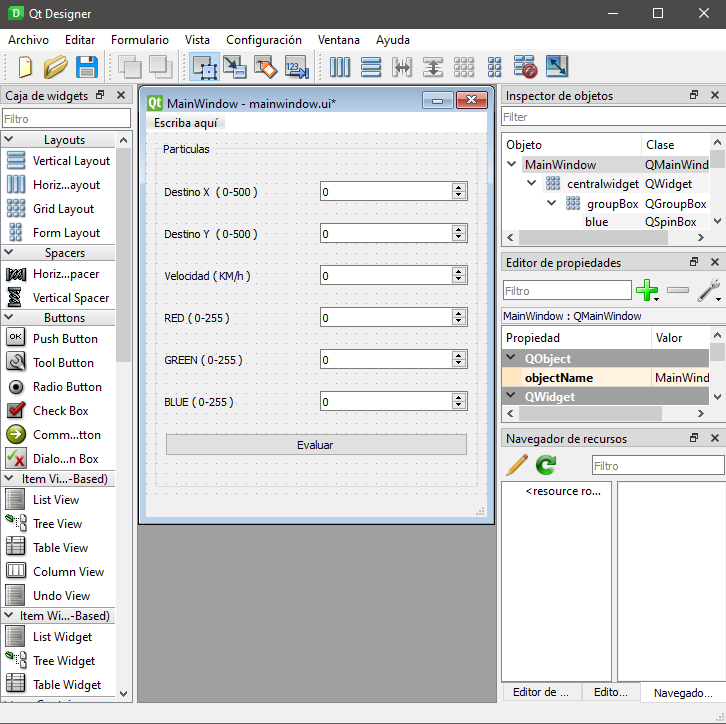 Qt Designer
Archivo Editar Formulario Vista Configuración Ventana Ayuda
123
Caja de widgets
Filtro
Layouts
Vertical Layout
Horiz...ayout
Grid Layout
Form Layout
Spacers
Horiz...pacer
Vertical Spacer
Buttons
OK Push Button
Tool Button
Radio Button
Check Box
Comm...tton
Dialo...n Box
Item Vi...-Based)
List View
Tree View
Table View
Column View
Undo View
Item Wi...-Based)
List Widget
Tree Widget
Table Widget
Qt MainWindow - mainwindow.ui*
Escriba aquí
Particulas
Destino X ( 0-500 ) 0
Destino Y ( 0-500 ) 0
Velocidad ( KM/h ) 0
RED ( 0-255 ) 0
GREEN ( 0-255 ) 0
BLUE ( 0-255 ) 0
Evaluar
Inspector de objetos
Filter
Objeto Clase
MainWindow QMainWind
centralwidget QWidget
groupBox QGroupBox
blue QSpinBox
Editor de propiedades
Filtro
MainWindow : QMainWindow
Propiedad Valor
QObject
objectName MainWind
QWidget
Navegador de recursos
Filtro
<resource ro...
Editor de ... Edito... Navegado...